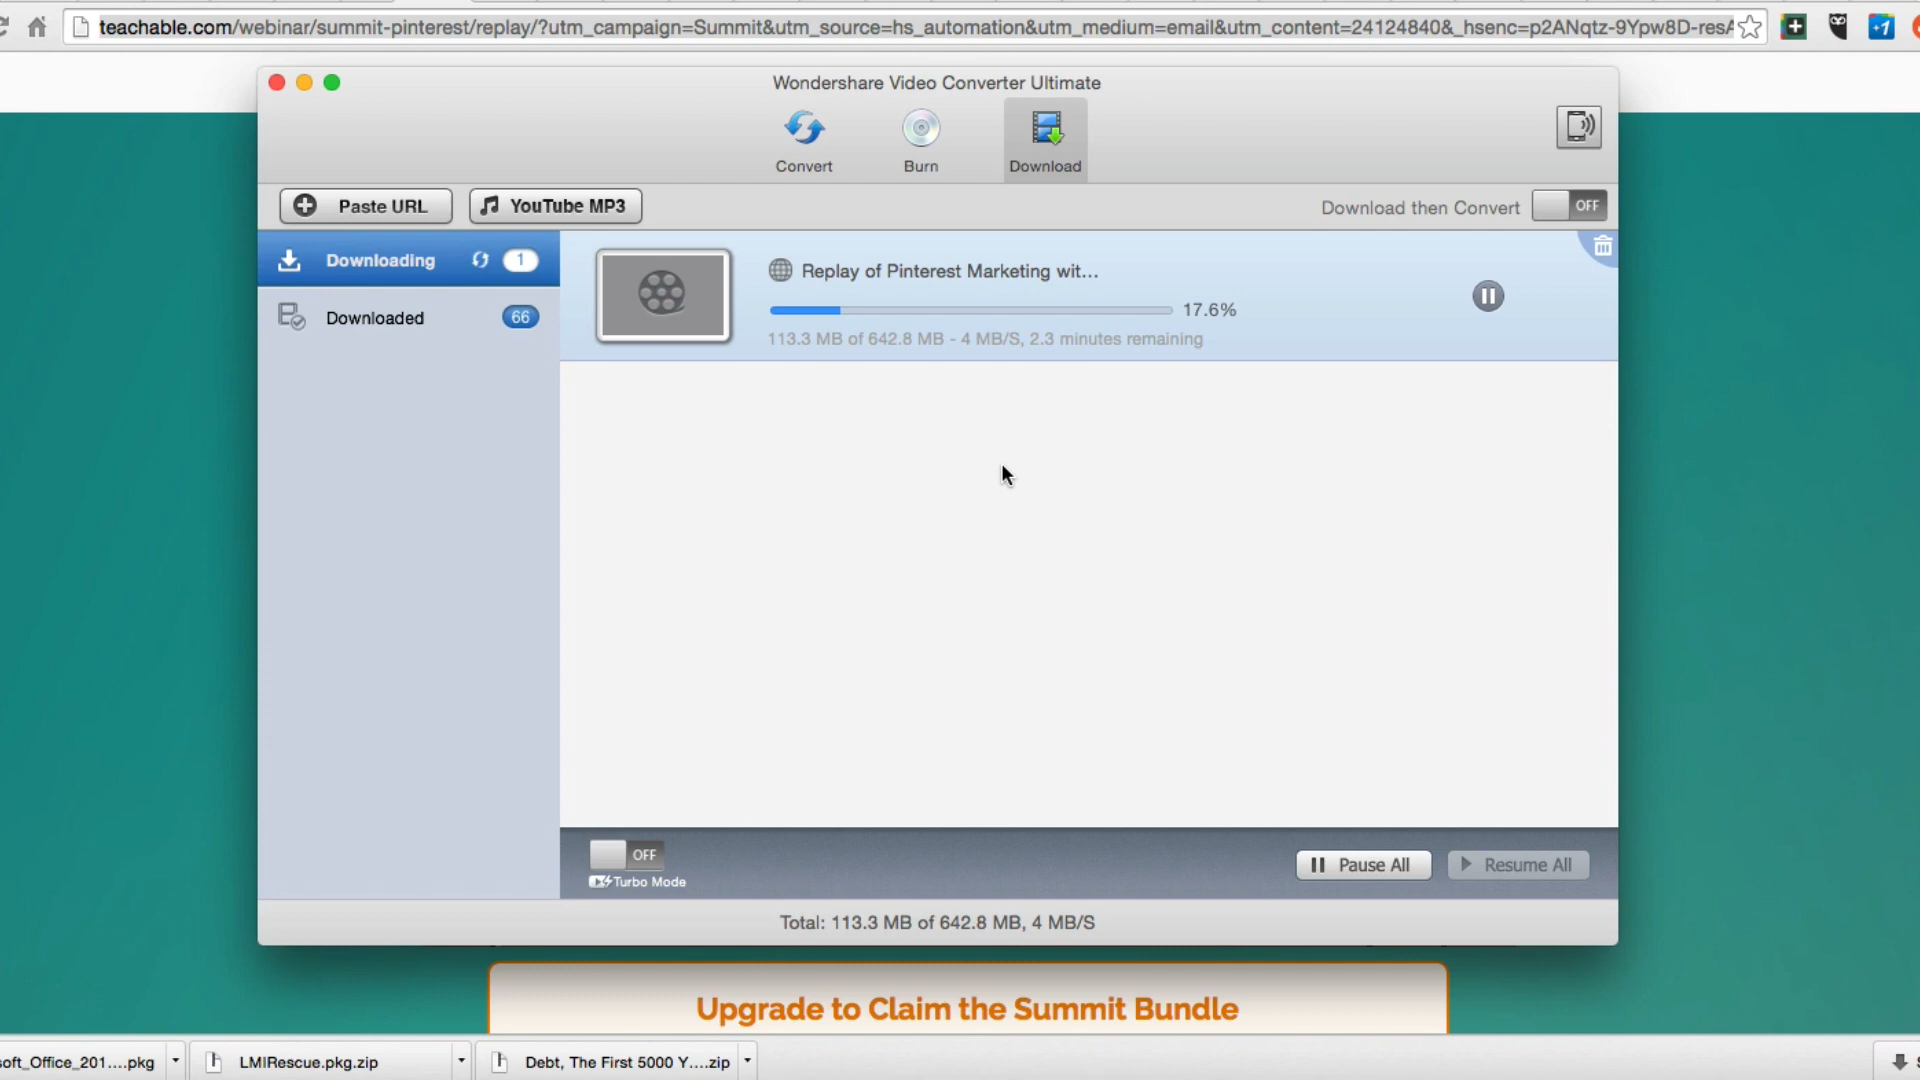 teachable.com/webinar/summit-pinterest/replay/?utm_campaign=Summit&utm_source=hs_automation&utm_medium=email&utm_content=24124840&_hsenc=p2ANqtz-9Ypw8D-resA
+1
Wondershare Video Converter Ultimate
Convert
Burn
Download
Paste URL
YouTube MP3
Download then Convert
OFF
Downloading
1
Replay of Pinterest Marketing wit...
17.6%
113.3 MB of 642.8 MB - 4 MB/S, 2.3 minutes remaining
Downloaded
66
OFF
Turbo Mode
Pause All
Resume All
Total: 113.3 MB of 642.8 MB, 4 MB/S
Upgrade to Claim the Summit Bundle
soft_Office_201....pkg
LMIRescue.pkg.zip
Debt, The First 5000 Y....zip